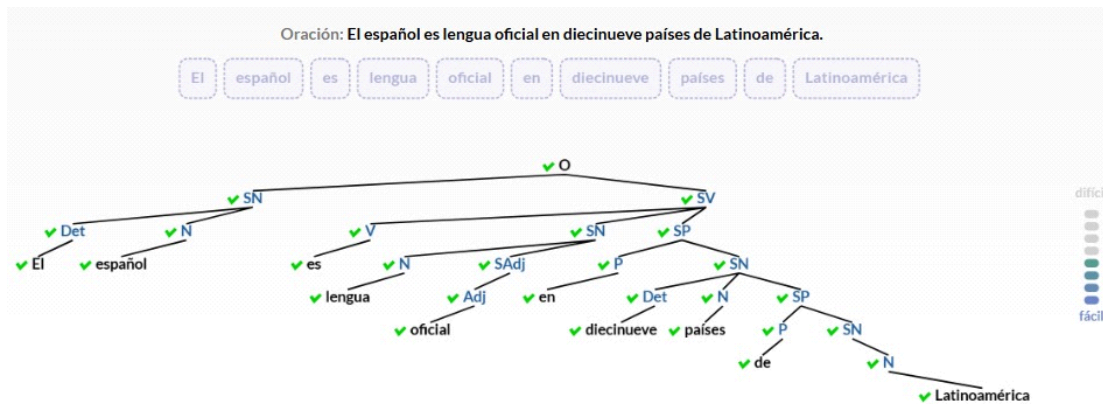 Oración: El español es lengua oficial en diecinueve países de Latinoamérica.
El español es lengua oficial en diecinueve países de Latinoamérica
O
SN SV
difíci
Det N V SN SP
El español es N SAdj P SN
lengua Adj en Det N SP
fácil
oficial diecinueve países P SN
de N
Latinoamérica